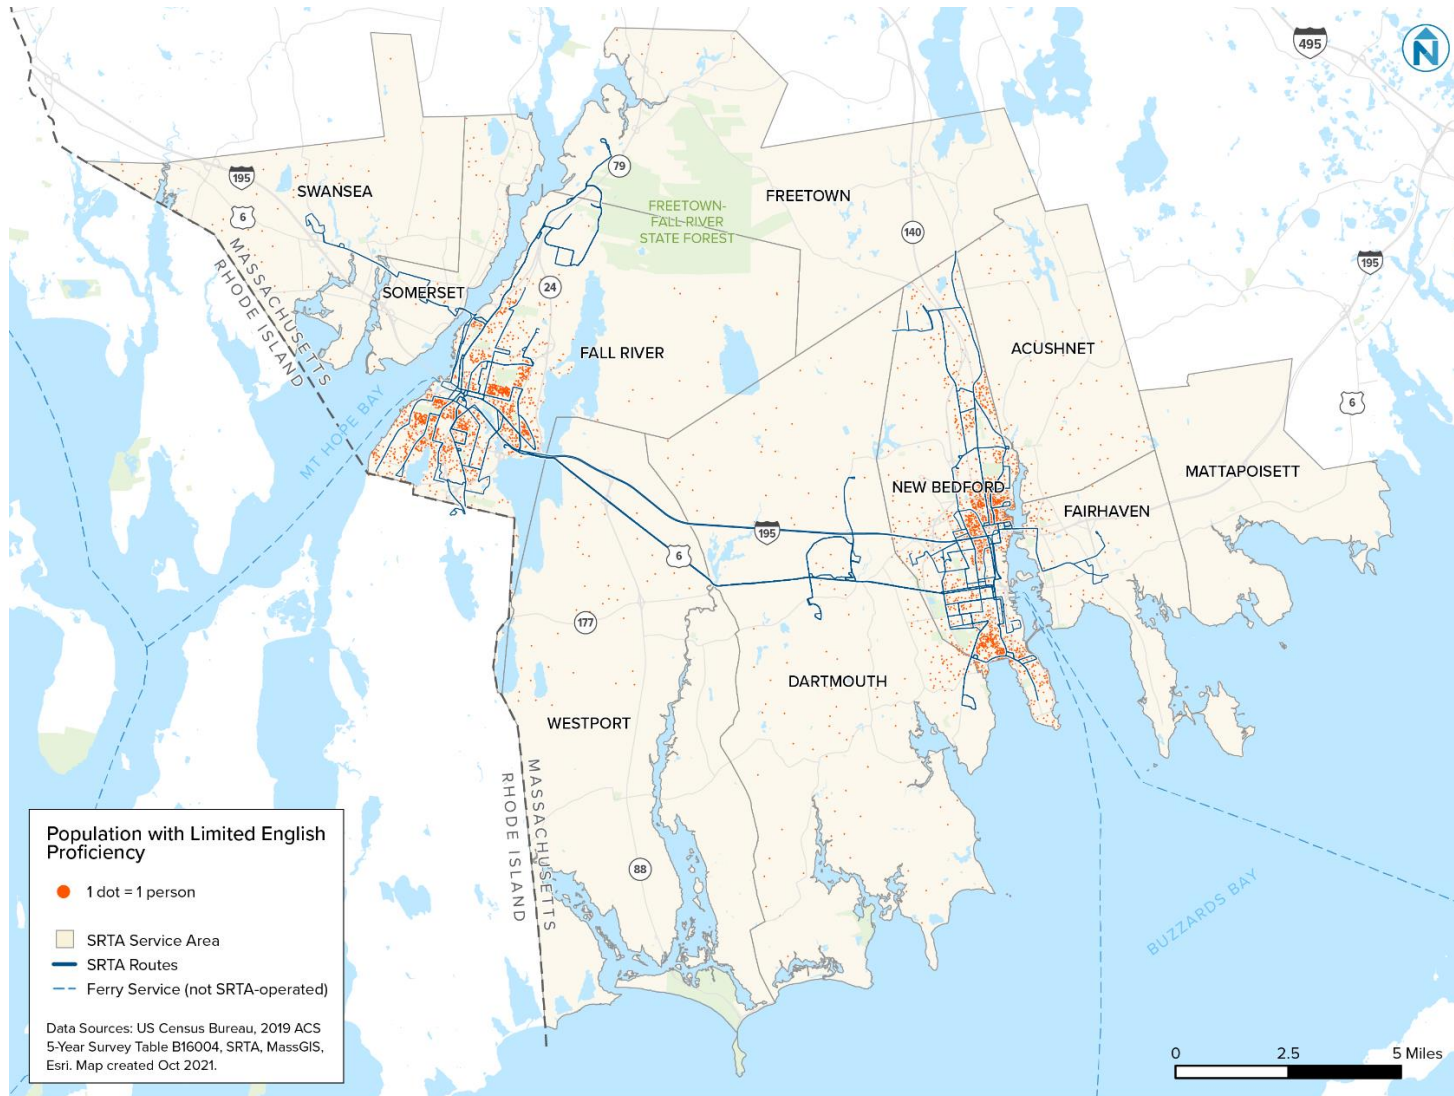 495
N
79
195
SWANSEA
6
FREETOWN
FREETOWN-
FALL RIVER
STATE FOREST
140
195
MASSACHUSETTS
RHODE ISLAND
SOMERSET
24
FALL RIVER
ACUSHNET
6
MT HOPE BAY
MATTAPOISETT
NEW BEDFORD
FAIRHAVEN
195
6
177
DARTMOUTH
WESTPORT
MASSACHUSETTS
RHODE ISLAND
88
BUZZARDS BAY
Population with Limited English
Proficiency
1 dot = 1 person
SRTA Service Area
SRTA Routes
Ferry Service (not SRTA-operated)
Data Sources: US Census Bureau, 2019 ACS
5-Year Survey Table B16004, SRTA, MassGIS,
Esri. Map created Oct 2021.
0 2.5 5 Miles